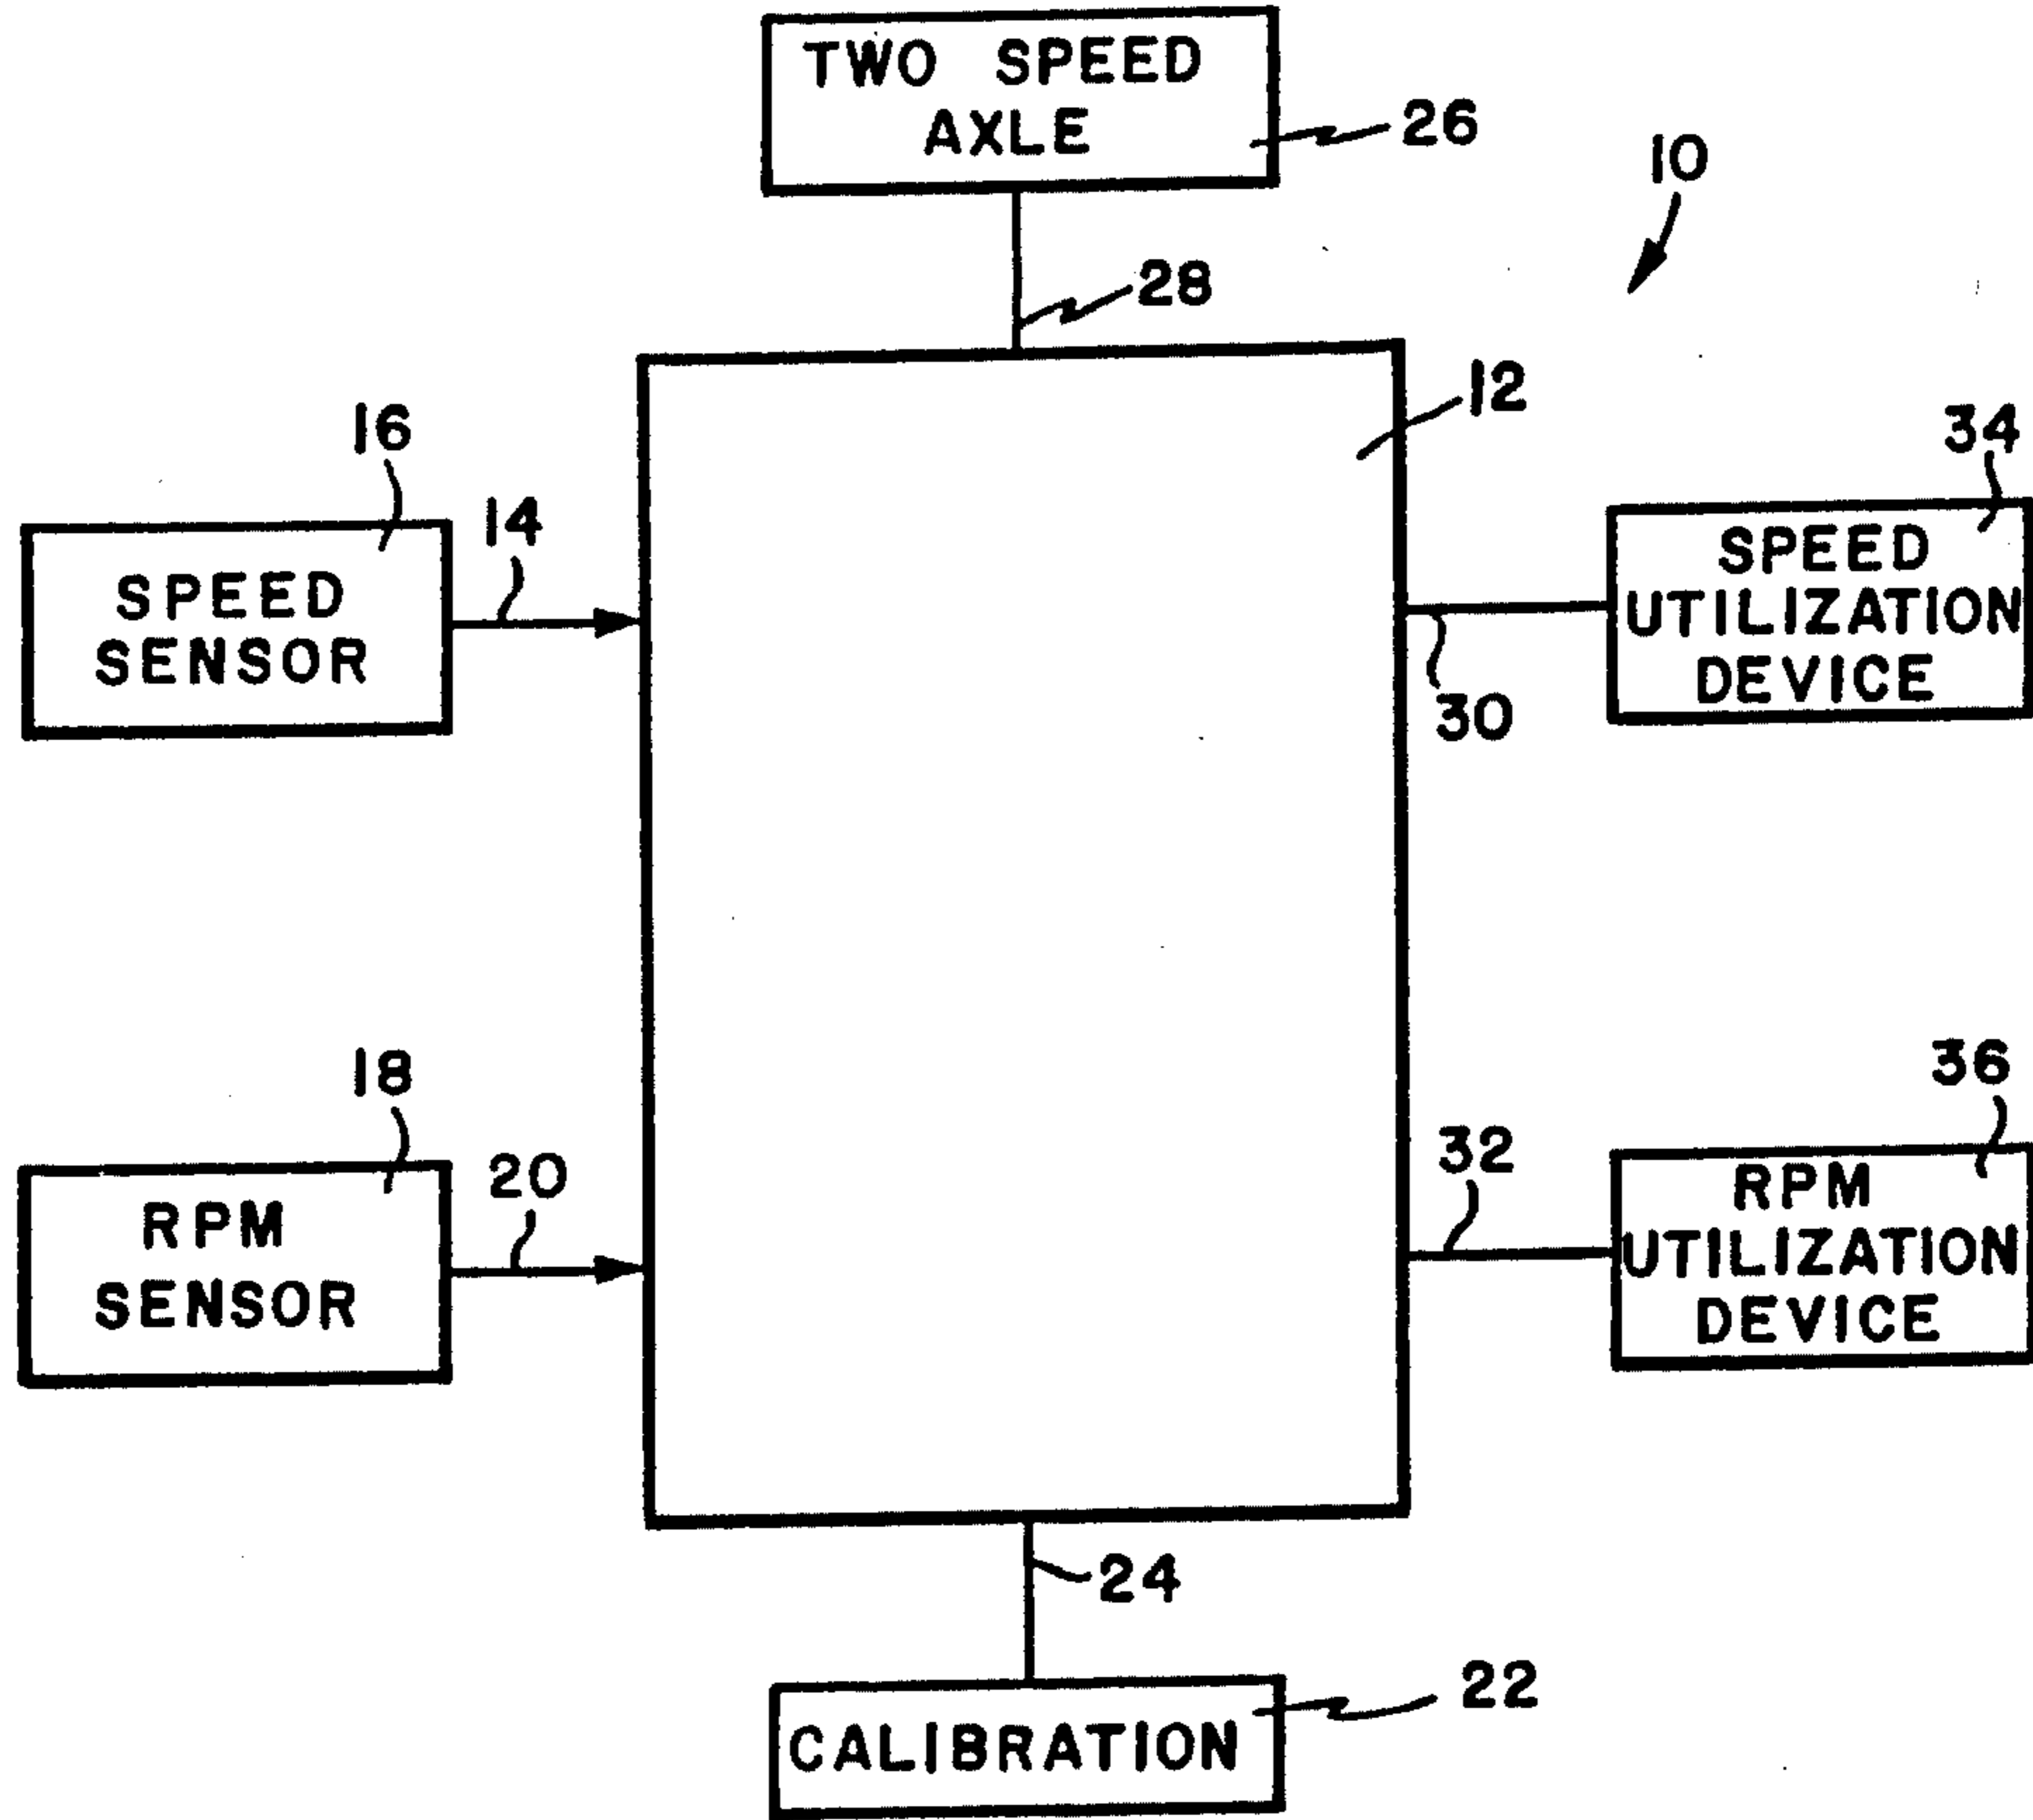 TWO SPEED
AXLE
26
10
28
12
16
14
34
SPEED
SENSOR
SPEED
UTILIZATION
DEVICE
30
18
20
36
32
RPM
SENSOR
RPM
UTILIZATION
DEVICE
24
22
CALIBRATION